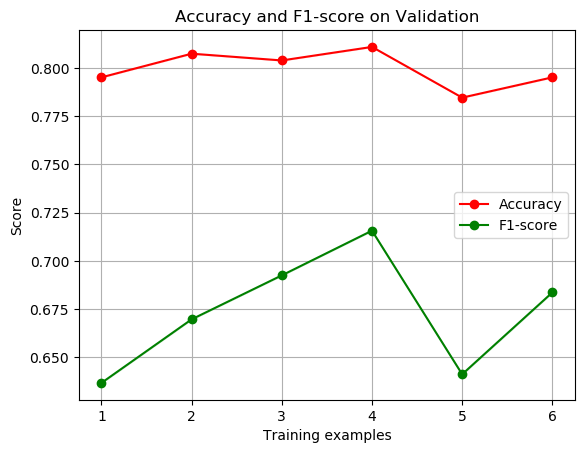 Accuracy and F1-score on Validation
0.800
0.775
0.750
0.725
0.700
0.675
0.650
Score
Accuracy
F1-score
1 2 3 4 5 6
Training examples